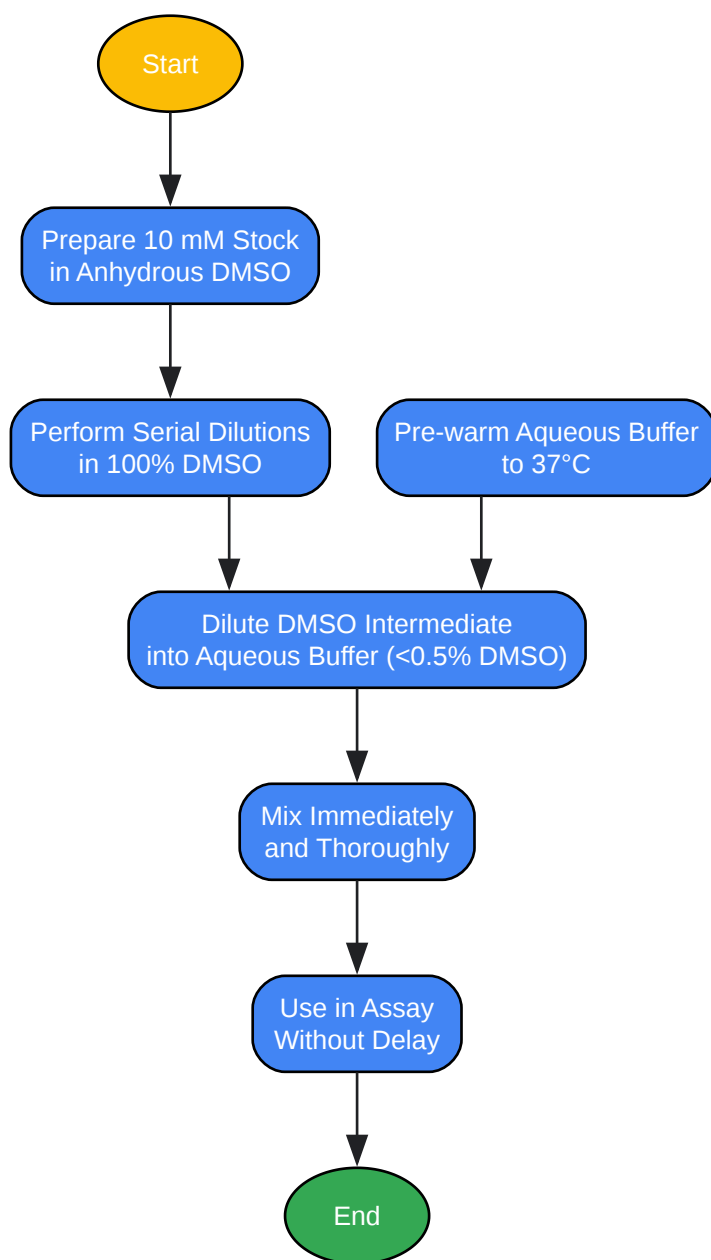 Start
Prepare 10 mM Stock
in Anhydrous DMSO
Perform Serial Dilutions
in 100% DMSO
Pre-warm Aqueous Buffer
to 37°C
Dilute DMSO Intermediate
into Aqueous Buffer (<0.5% DMSO)
Mix Immediately
and Thoroughly
Use in Assay
Without Delay
End